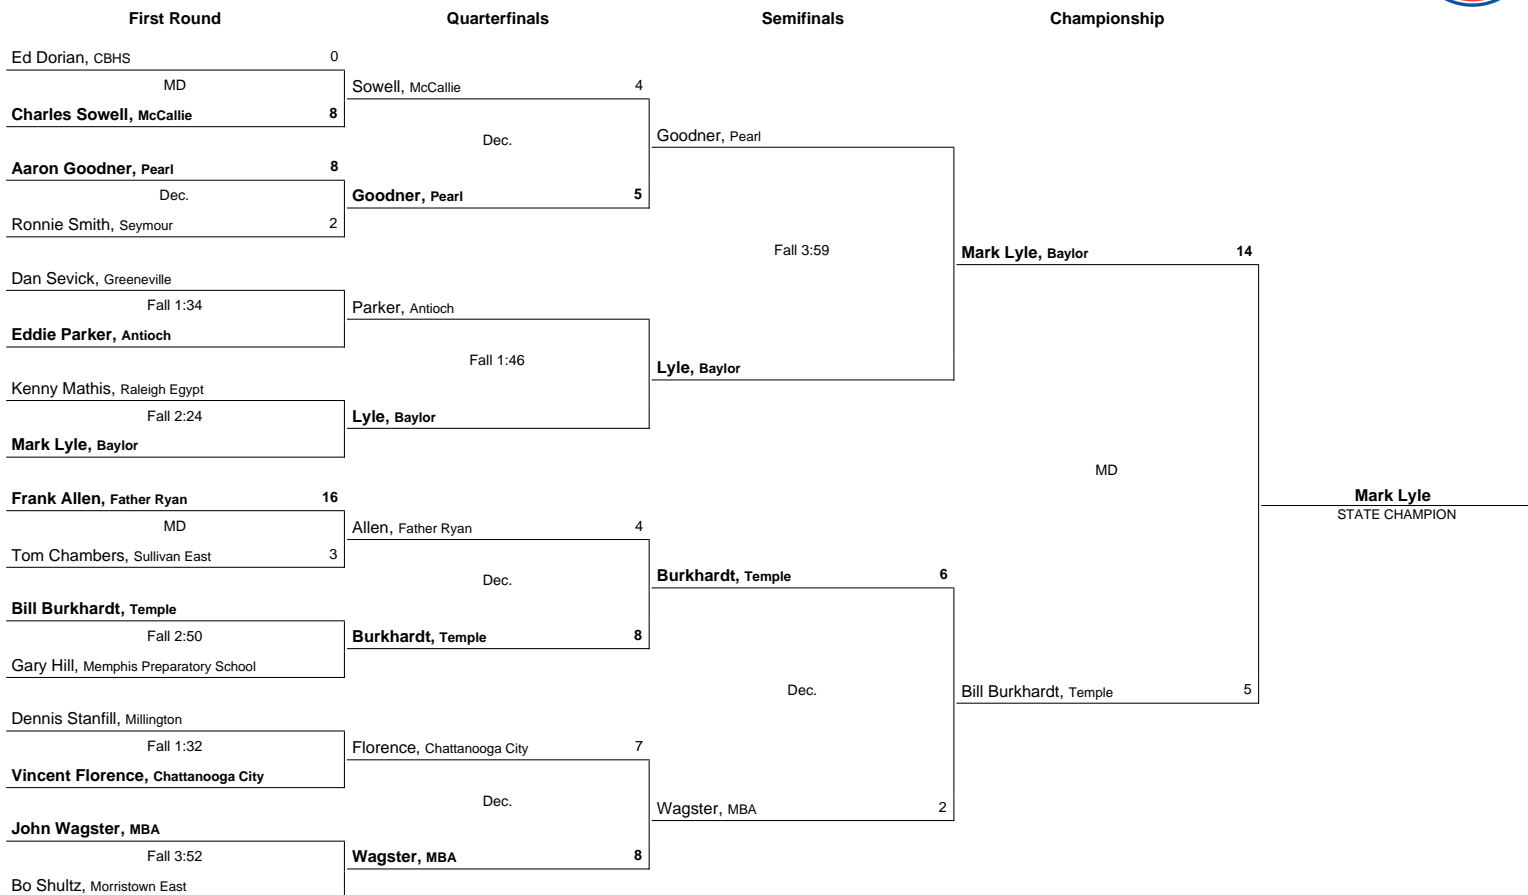 First Round
Quarterfinals
Semifinals
Championship
Ed Dorian, CBHS 0
MD
Charles Sowell, McCallie 8
Aaron Goodner, Pearl 8
Dec.
Ronnie Smith, Seymour 2
Dan Sevick, Greeneville
Fall 1:34
Eddie Parker, Antioch
Kenny Mathis, Raleigh Egypt
Fall 2:24
Mark Lyle, Baylor
Frank Allen, Father Ryan 16
MD
Tom Chambers, Sullivan East 3
Bill Burkhardt, Temple
Fall 2:50
Gary Hill, Memphis Preparatory School
Dennis Stanfill, Millington
Fall 1:32
Vincent Florence, Chattanooga City
John Wagster, MBA
Fall 3:52
Bo Shultz, Morristown East
Sowell, McCallie 4
Dec.
Goodner, Pearl 5
Parker, Antioch
Fall 1:46
Lyle, Baylor
Allen, Father Ryan 4
Dec.
Burkhardt, Temple 8
Florence, Chattanooga City 7
Dec.
Wagster, MBA 8
Goodner, Pearl
Fall 3:59
Lyle, Baylor
Burkhardt, Temple 6
Dec.
Wagster, MBA 2
Mark Lyle, Baylor 14
MD
Bill Burkhardt, Temple 5
Mark Lyle
STATE CHAMPION